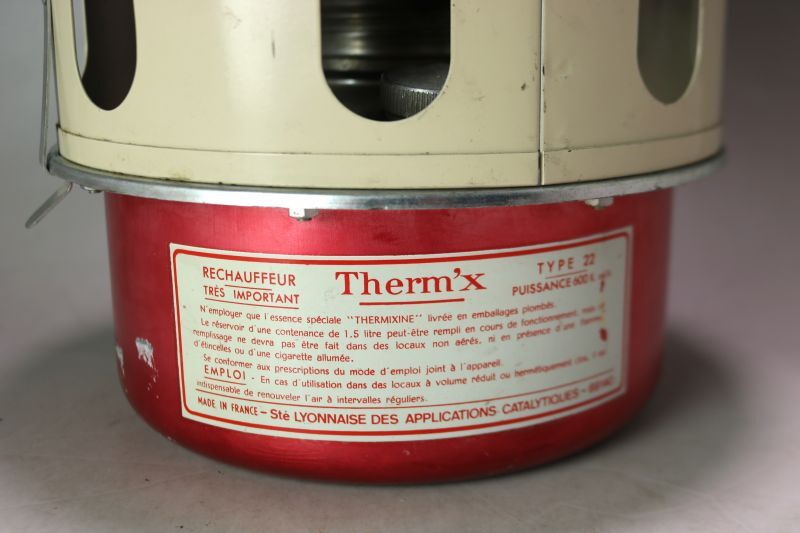 RECHAUFFEUR Therm'x TYPE 22
TRÈS IMPORTANT PUISSANCE 600
N'employer que l'essence spéciale "THERMIXINE" livrée en emballages plombés.
Le réservoir d'une contenance de 1,5 litre peut-être rempli en cours de fonctionnement, mais
remplissage ne devra pas être fait dans des locaux non aérés, ni en présence d'une flamme,
d'étincelles ou d'une cigarette allumée.
Se conformer aux prescriptions du mode d'emploi joint à l'appareil.
EMPLOI - En cas d'utilisation dans des locaux à volume réduit ou hermétiquement clos, il est
indispensable de renouveler l'air à intervalles réguliers.
MADE IN FRANCE - Sté LYONNAISE DES APPLICATIONS CATALYTIQUES -